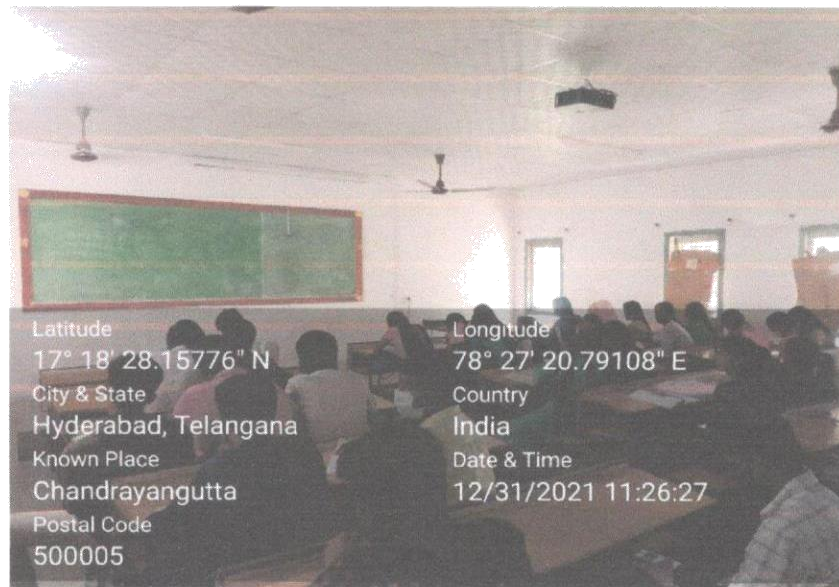 Latitude
17° 18' 28.15776" N
City & State
Hyderabad, Telangana
Known Place
Chandrayangutta
Postal Code
500005
Longitude
78° 27' 20.79108" E
Country
India
Date & Time
12/31/2021 11:26:27